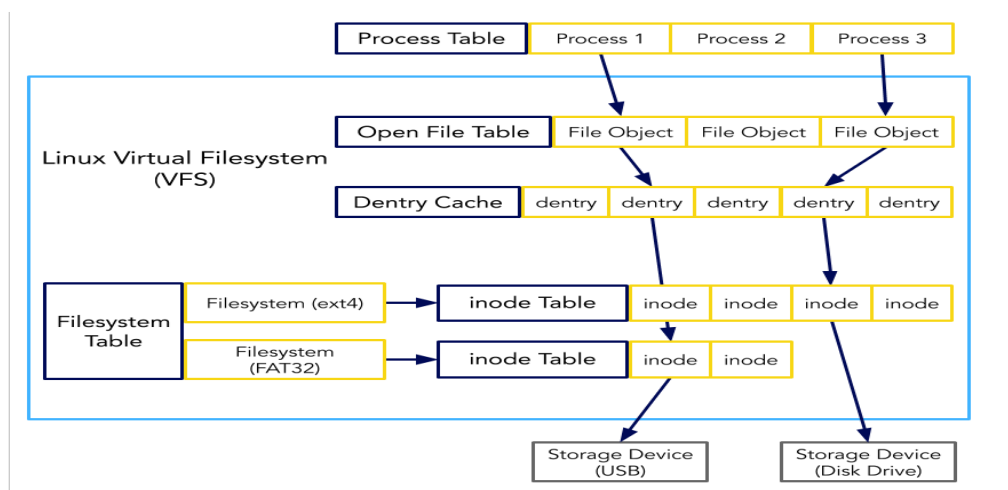 Process Table Process 1 Process 2 Process 3
Open File Table File Object File Object File Object
Linux Virtual Filesystem
(VFS)
Dentry Cache dentry dentry dentry dentry dentry
Filesystem
Table
Filesystem (ext4) inode Table inode inode inode inode
Filesystem
(FAT32)
inode Table inode inode
Storage Device
(USB)
Storage Device
(Disk Drive)